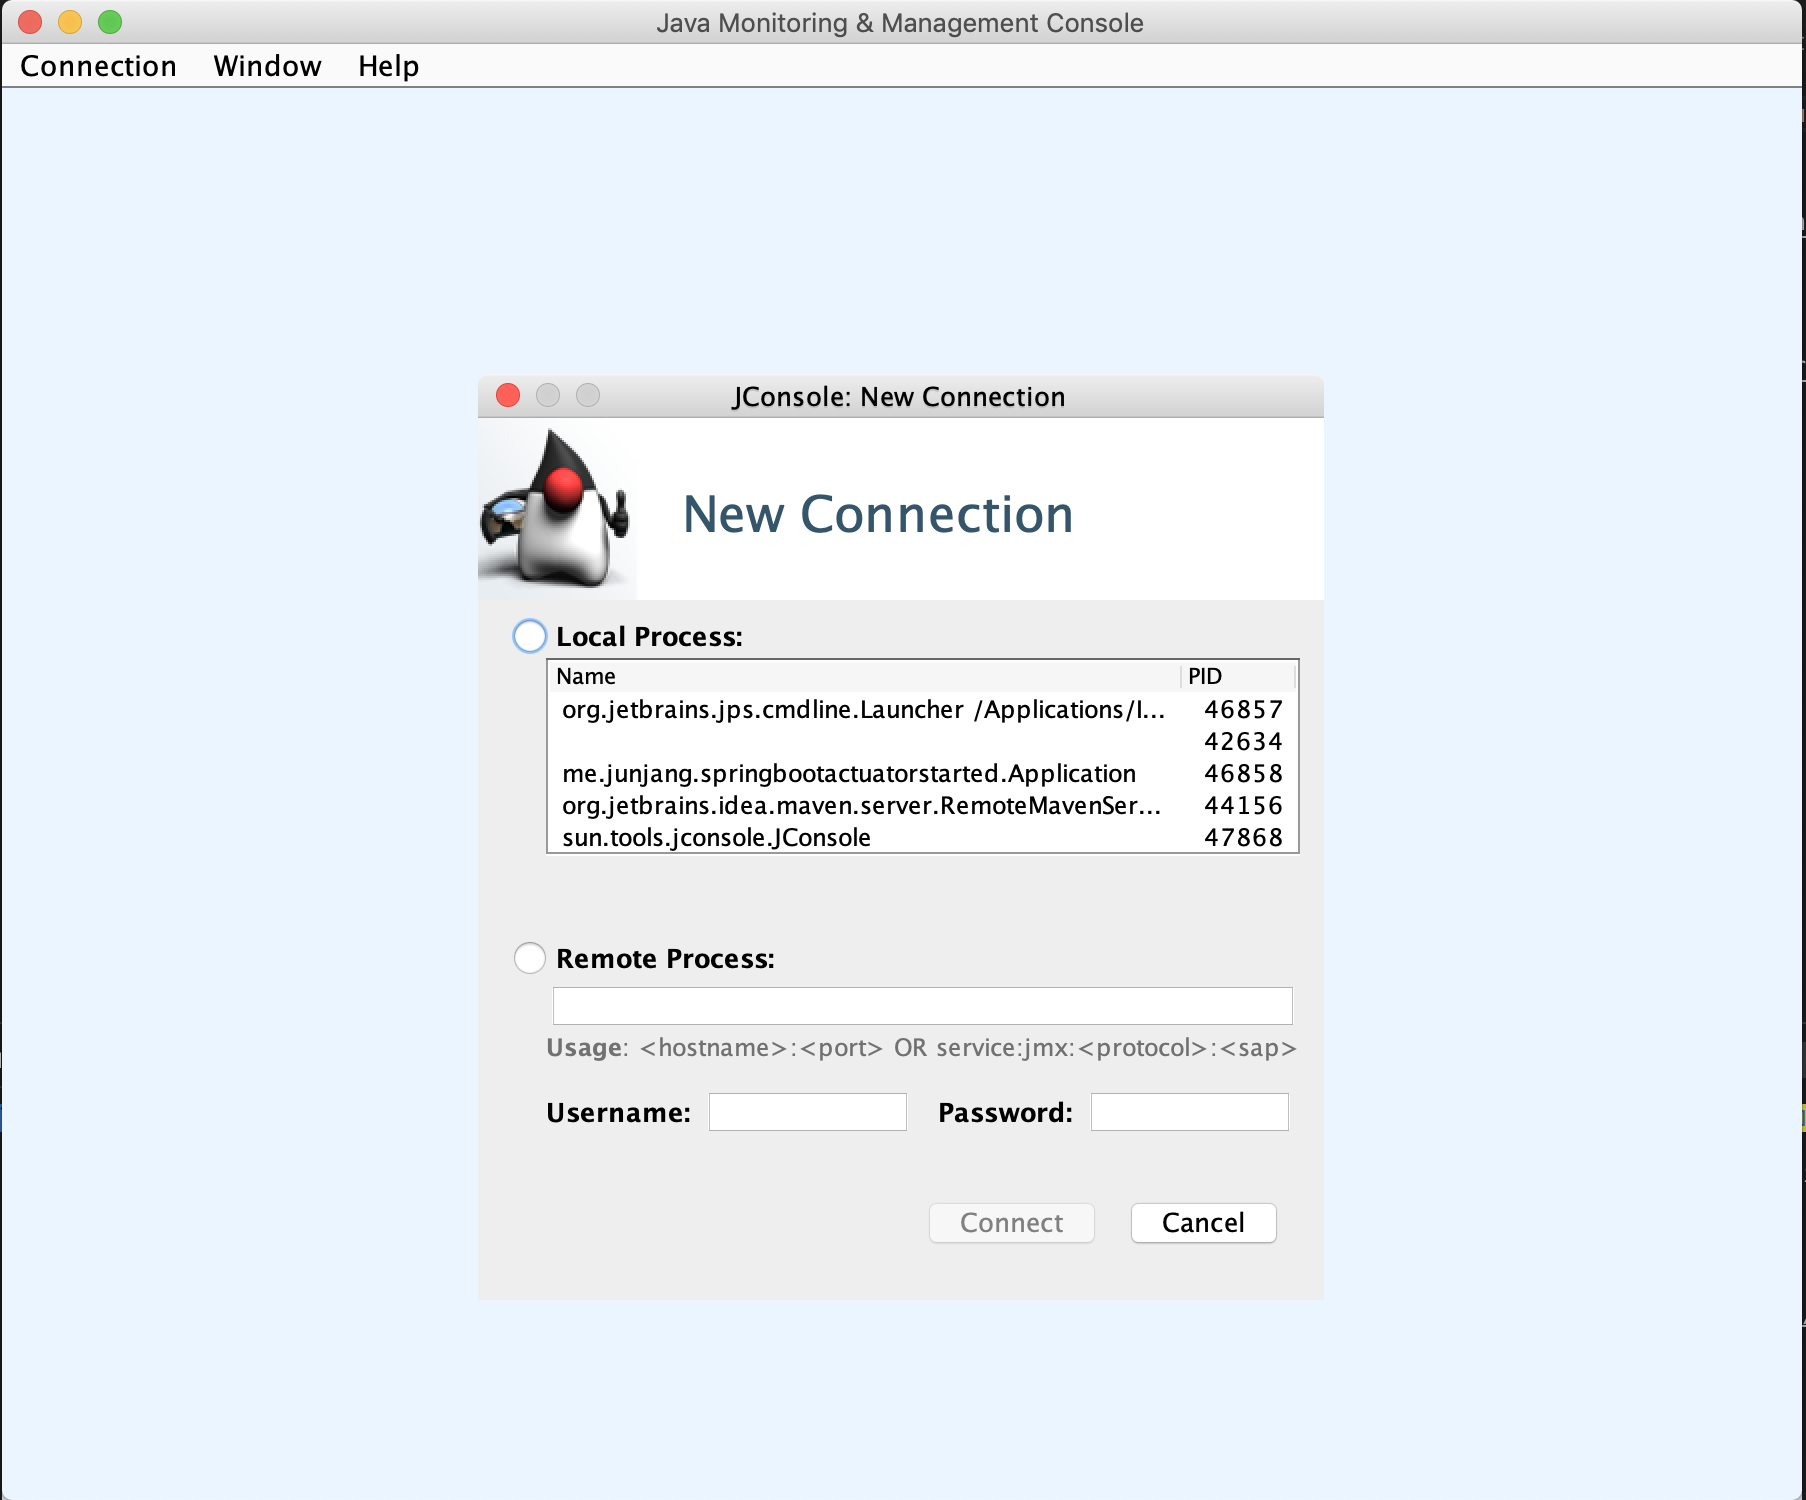 Java Monitoring & Management Console
Connection Window Help
JConsole: New Connection
New Connection
Local Process:
Name PID
org.jetbrains.jps.cmdline.Launcher /Applications/I... 46857
42634
me.junjang.springbootactuatorstarted.Application 46858
org.jetbrains.idea.maven.server.RemoteMavenSer... 44156
sun.tools.jconsole.JConsole 47868
Remote Process:
Usage: <hostname>:<port> OR service:jmx:<protocol>:<sap>
Username: Password:
Connect Cancel